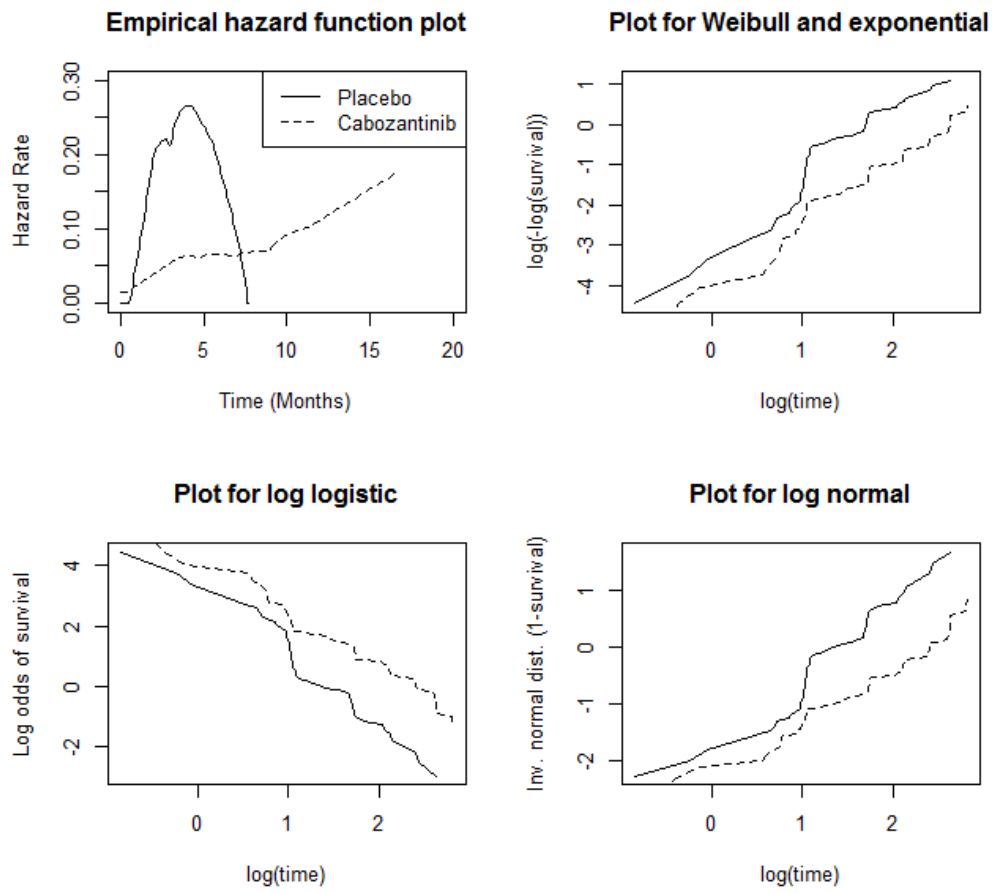 Empirical hazard function plot
Hazard Rate
0.30
0.20
0.10
0.00
Placebo
Cabozantinib
0 5 10 15 20
Time (Months)
Plot for Weibull and exponential
log(-log(survival))
1
0
-1
-2
-3
-4
0 1 2
log(time)
Plot for log logistic
Log odds of survival
4
2
0
-2
0 1 2
log(time)
Plot for log normal
Inv. normal dist. (1-survival)
1
0
-1
-2
0 1 2
log(time)